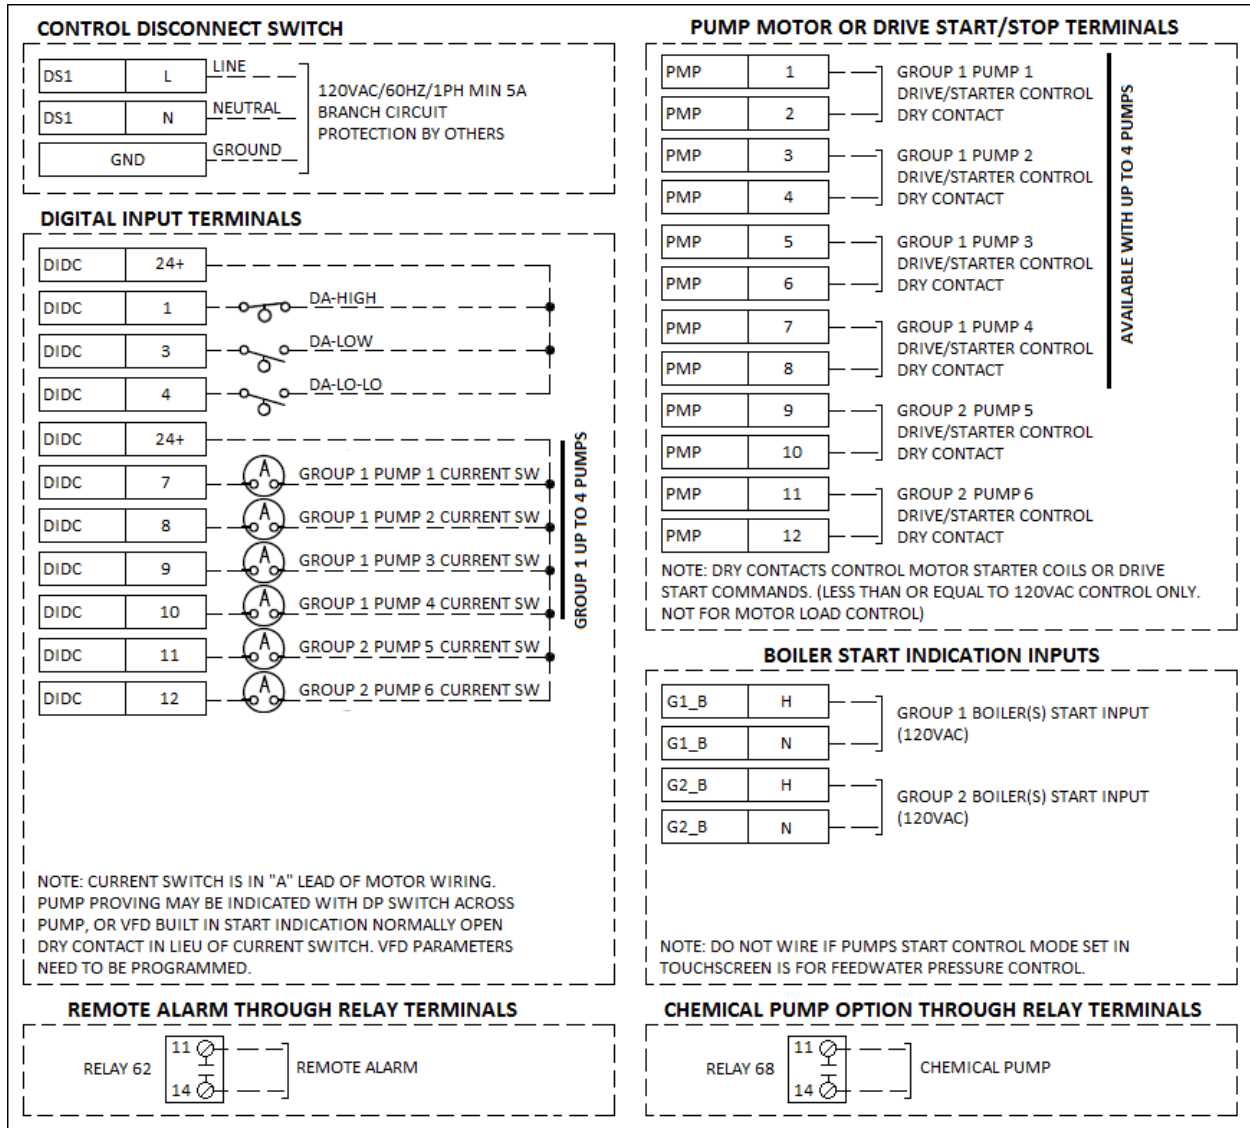 CONTROL DISCONNECT SWITCH
DS1 L LINE
DS1 N NEUTRAL
GND GROUND
120VAC/60HZ/1PH MIN 5A
BRANCH CIRCUIT
PROTECTION BY OTHERS
DIGITAL INPUT TERMINALS
DIDC 24+
DIDC 1 DA-HIGH
DIDC 3 DA-LOW
DIDC 4 DA-LO-LO
DIDC 24+
DIDC 7 A GROUP 1 PUMP 1 CURRENT SW
DIDC 8 A GROUP 1 PUMP 2 CURRENT SW
DIDC 9 A GROUP 1 PUMP 3 CURRENT SW
DIDC 10 A GROUP 1 PUMP 4 CURRENT SW
DIDC 11 A GROUP 2 PUMP 5 CURRENT SW
DIDC 12 A GROUP 2 PUMP 6 CURRENT SW
GROUP 1 UP TO 4 PUMPS
NOTE: CURRENT SWITCH IS IN "A" LEAD OF MOTOR WIRING.
PUMP PROVING MAY BE INDICATED WITH DP SWITCH ACROSS
PUMP, OR VFD BUILT IN START INDICATION NORMALLY OPEN
DRY CONTACT IN LIEU OF CURRENT SWITCH. VFD PARAMETERS
NEED TO BE PROGRAMMED.
REMOTE ALARM THROUGH RELAY TERMINALS
RELAY 62
11
14
REMOTE ALARM
PUMP MOTOR OR DRIVE START/STOP TERMINALS
PMP 1
PMP 2
GROUP 1 PUMP 1
DRIVE/STARTER CONTROL
DRY CONTACT
PMP 3
PMP 4
GROUP 1 PUMP 2
DRIVE/STARTER CONTROL
DRY CONTACT
PMP 5
PMP 6
GROUP 1 PUMP 3
DRIVE/STARTER CONTROL
DRY CONTACT
PMP 7
PMP 8
GROUP 1 PUMP 4
DRIVE/STARTER CONTROL
DRY CONTACT
AVAILABLE WITH UP TO 4 PUMPS
PMP 9
PMP 10
GROUP 2 PUMP 5
DRIVE/STARTER CONTROL
DRY CONTACT
PMP 11
PMP 12
GROUP 2 PUMP 6
DRIVE/STARTER CONTROL
DRY CONTACT
NOTE: DRY CONTACTS CONTROL MOTOR STARTER COILS OR DRIVE
START COMMANDS. (LESS THAN OR EQUAL TO 120VAC CONTROL ONLY.
NOT FOR MOTOR LOAD CONTROL)
BOILER START INDICATION INPUTS
G1_B H
G1_B N
GROUP 1 BOILER(S) START INPUT
(120VAC)
G2_B H
G2_B N
GROUP 2 BOILER(S) START INPUT
(120VAC)
NOTE: DO NOT WIRE IF PUMPS START CONTROL MODE SET IN
TOUCHSCREEN IS FOR FEEDWATER PRESSURE CONTROL.
CHEMICAL PUMP OPTION THROUGH RELAY TERMINALS
RELAY 68
11
14
CHEMICAL PUMP